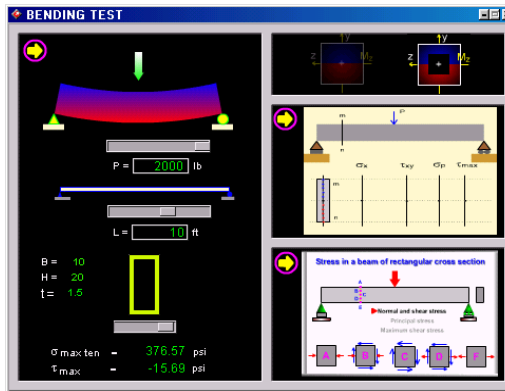 BENDING TEST
P = 2000 lb
L = 10 ft
B = 10
H = 20
t = 1.5
σ max ten = 376.57 psi
τ max = -15.69 psi
y
z Mz
y
z Mz
P
m
n
σx τxy σp τmax
m
n
Stress in a beam of rectangular cross section
A
B
C
D
E
Normal and shear stress
Principal stress
Maximum shear stress
A B C D F